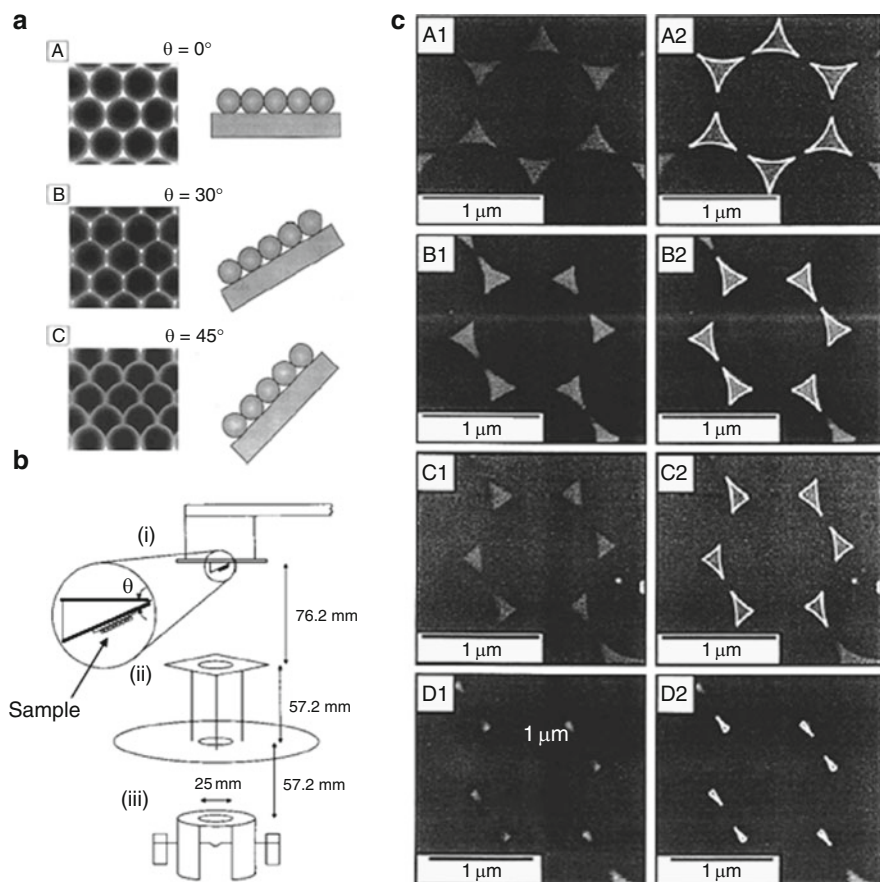 a
A
θ = 0°
B
θ = 30°
C
θ = 45°
b
(i)
θ
76.2 mm
Sample
(ii)
57.2 mm
57.2 mm
25 mm
(iii)
c
A1
1 μm
A2
1 μm
B1
1 μm
B2
1 μm
C1
1 μm
C2
1 μm
D1
1 μm
1 μm
D2
1 μm